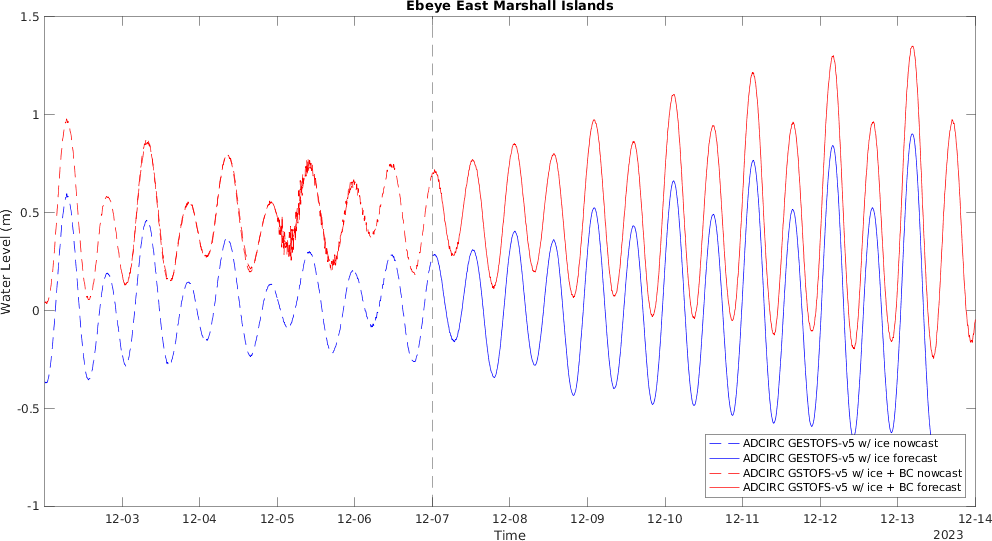 Ebeye East Marshall Islands
1.5
1
0.5
0
-0.5
-1
Water Level (m)
ADCIRC GESTOFS-v5 w/ ice nowcast
ADCIRC GESTOFS-v5 w/ ice forecast
ADCIRC GSTOFS-v5 w/ ice + BC nowcast
ADCIRC GSTOFS-v5 w/ ice + BC forecast
12-03 12-04 12-05 12-06 12-07 12-08 12-09 12-10 12-11 12-12 12-13 12-14
Time
2023